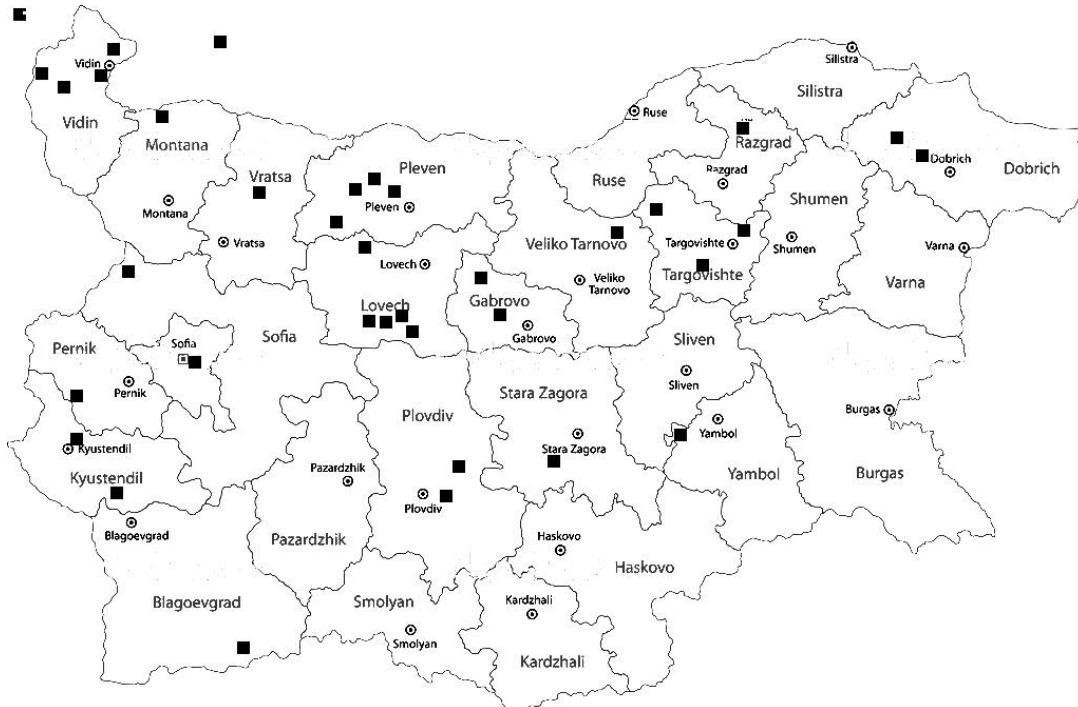 Silistra
Vidin
Silistra
Ruse
Vidin
Montana
Razgrad
Pleven
Dobrich
Vratsa
Razgrad
Ruse
Dobrich
Shumen
Montana
Pleven
Vratsa
Veliko Tarnovo
Targovishte
Shumen
Varna
Lovech
Targovishte
Veliko
Tarnovo
Varna
Gabrovo
Lovech
Sofia
Sofia
Gabrovo
Sliven
Pernik
Sliven
Pernik
Stara Zagora
Plovdiv
Burgas
Yambol
Kyustendil
Stara Zagora
Pazardzhik
Yambol
Burgas
Kyustendil
Plovdiv
Blagoevgrad
Haskovo
Pazardzhik
Haskovo
Blagoevgrad
Smolyan
Kardzhali
Smolyan
Kardzhali